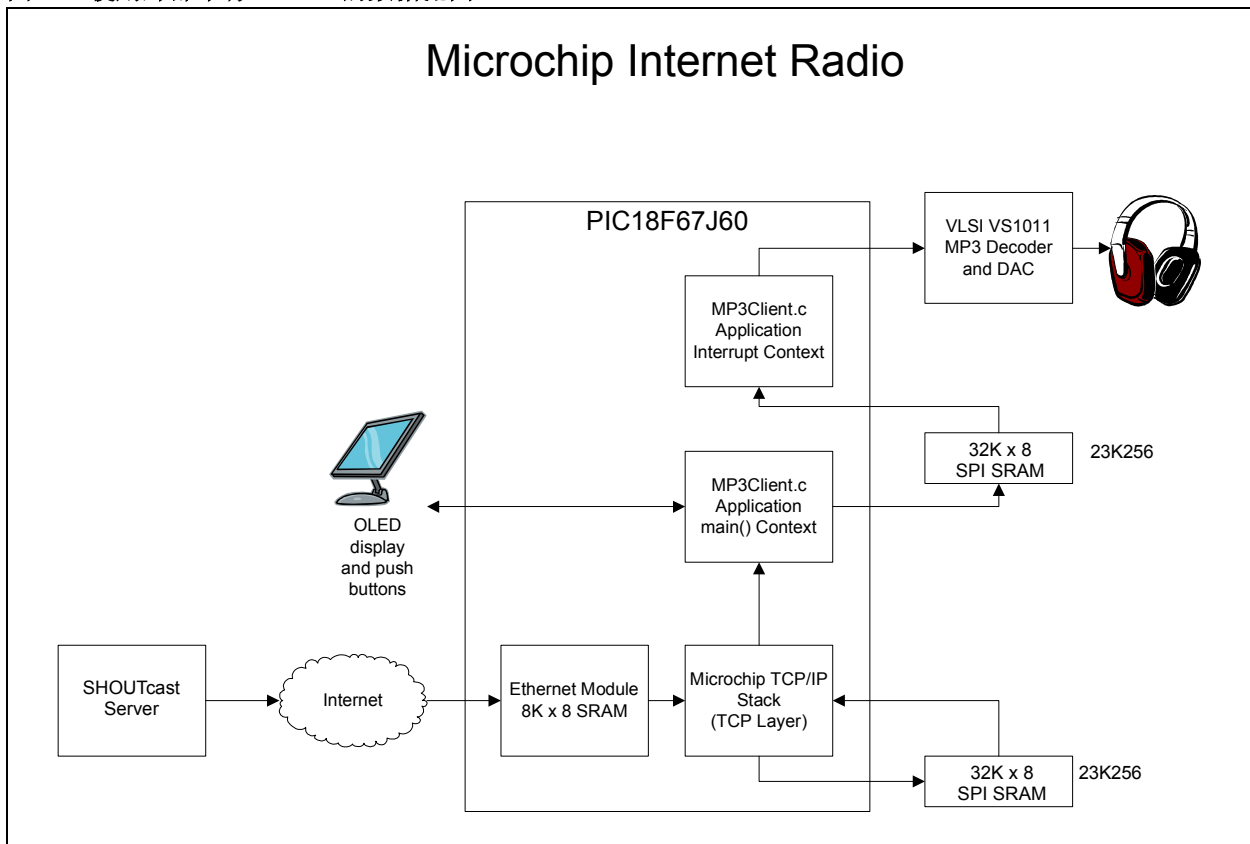 Microchip Internet Radio
PIC18F67J60
VLSI VS1011
MP3 Decoder
and DAC
MP3Client.c
Application
Interrupt Context
32K x 8
SPI SRAM
23K256
MP3Client.c
Application
main() Context
OLED
display
and push
buttons
SHOUTcast
Server
Internet
Ethernet Module
8K x 8 SRAM
Microchip TCP/IP
Stack
(TCP Layer)
32K x 8
SPI SRAM
23K256